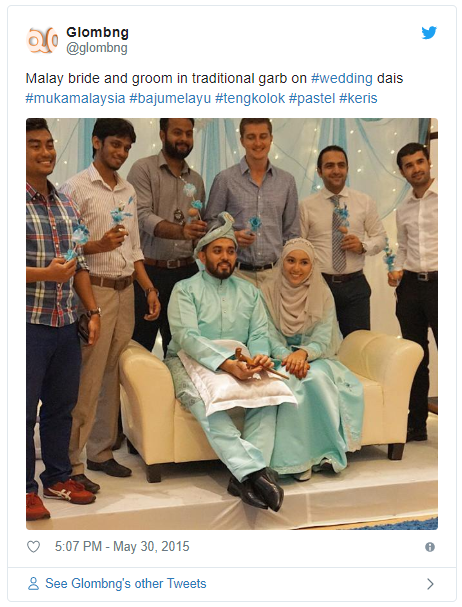 Glombng
@glombng
Malay bride and groom in traditional garb on #wedding dais
#mukamalaysia #bajumelayu #tengkolok #pastel #keris
5:07 PM - May 30, 2015
See Glombng's other Tweets